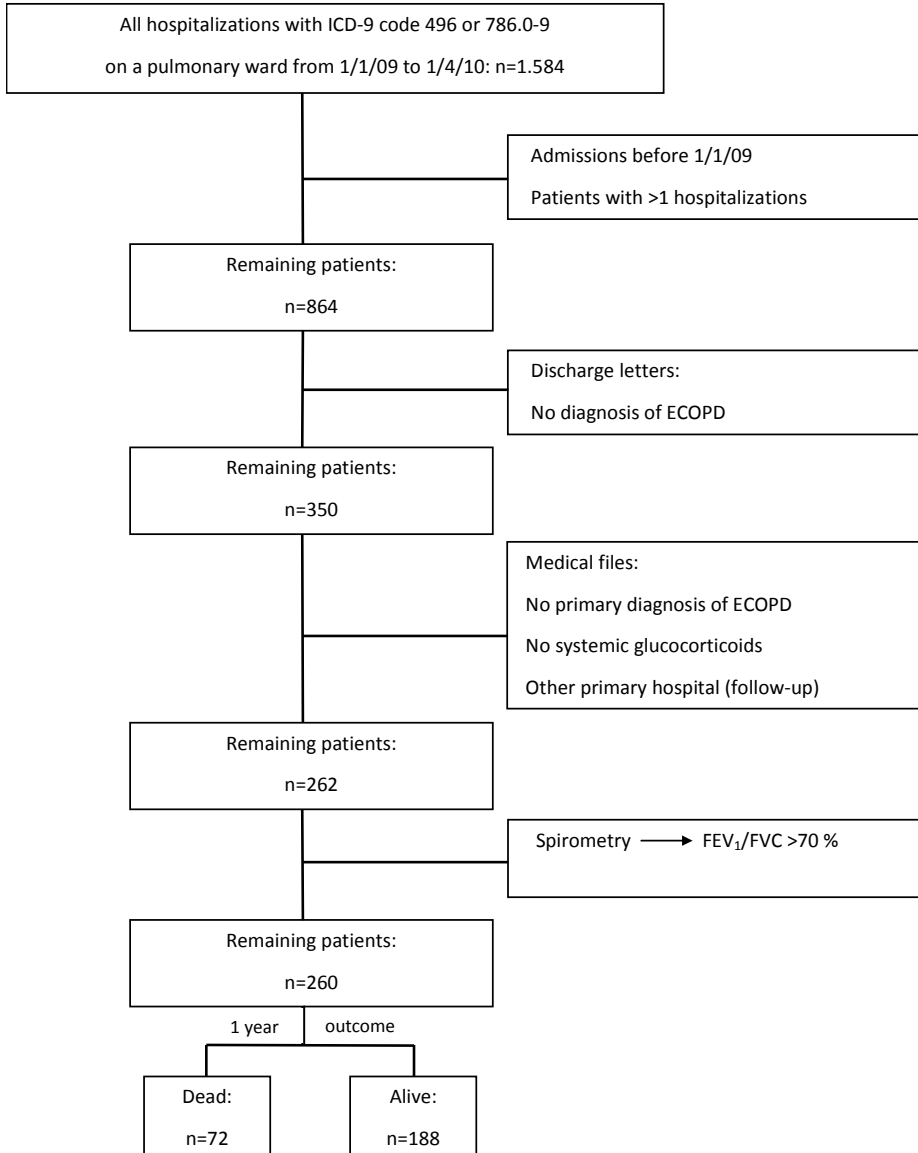 All hospitalizations with ICD-9 code 496 or 786.0-9
on a pulmonary ward from 1/1/09 to 1/4/10: n=1.584
Admissions before 1/1/09
Patients with >1 hospitalizations
Remaining patients:
n=864
Discharge letters:
No diagnosis of ECOPD
Remaining patients:
n=350
Medical files:
No primary diagnosis of ECOPD
No systemic glucocorticoids
Other primary hospital (follow-up)
Remaining patients:
n=262
Spirometry → FEV₁/FVC >70 %
Remaining patients:
n=260
1 year outcome
Dead:
n=72
Alive:
n=188